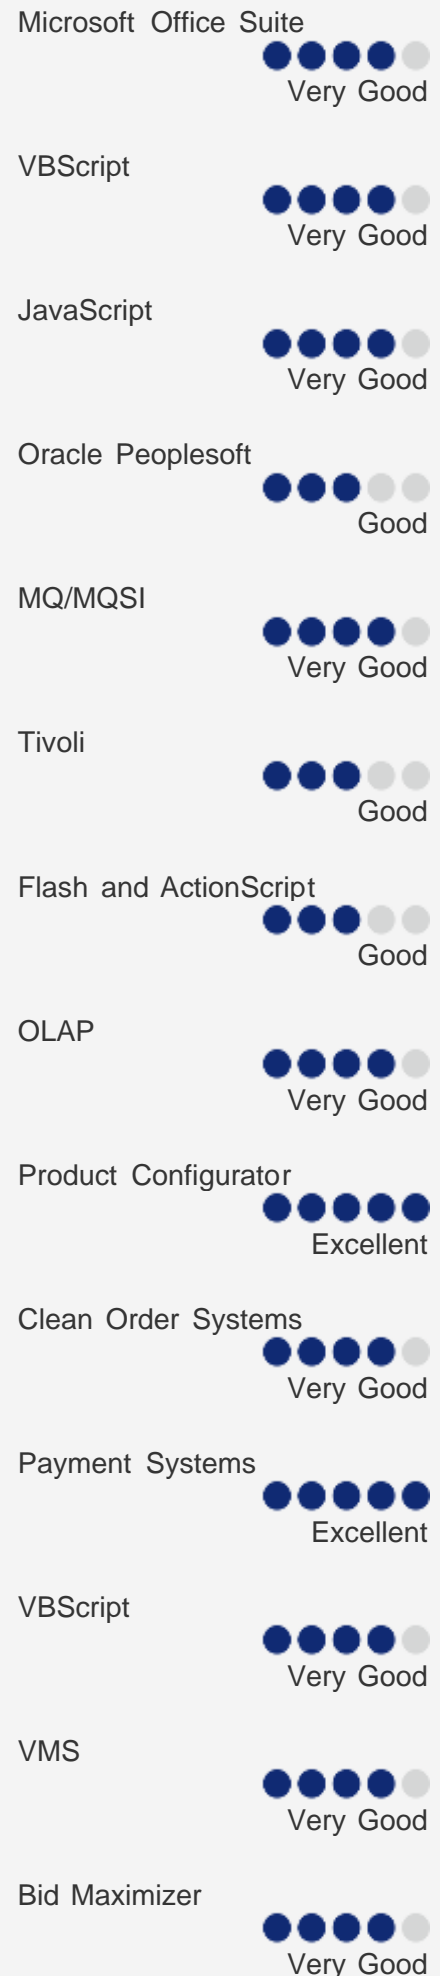 Microsoft Office Suite
Very Good
VBScript
Very Good
JavaScript
Very Good
Oracle Peoplesoft
Good
MQ/MQSI
Very Good
Tivoli
Good
Flash and ActionScript
Good
OLAP
Very Good
Product Configurator
Excellent
Clean Order Systems
Very Good
Payment Systems
Excellent
VBScript
Very Good
VMS
Very Good
Bid Maximizer
Very Good